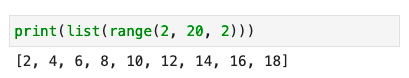 print(list(range(2, 20, 2)))
[2, 4, 6, 8, 10, 12, 14, 16, 18]